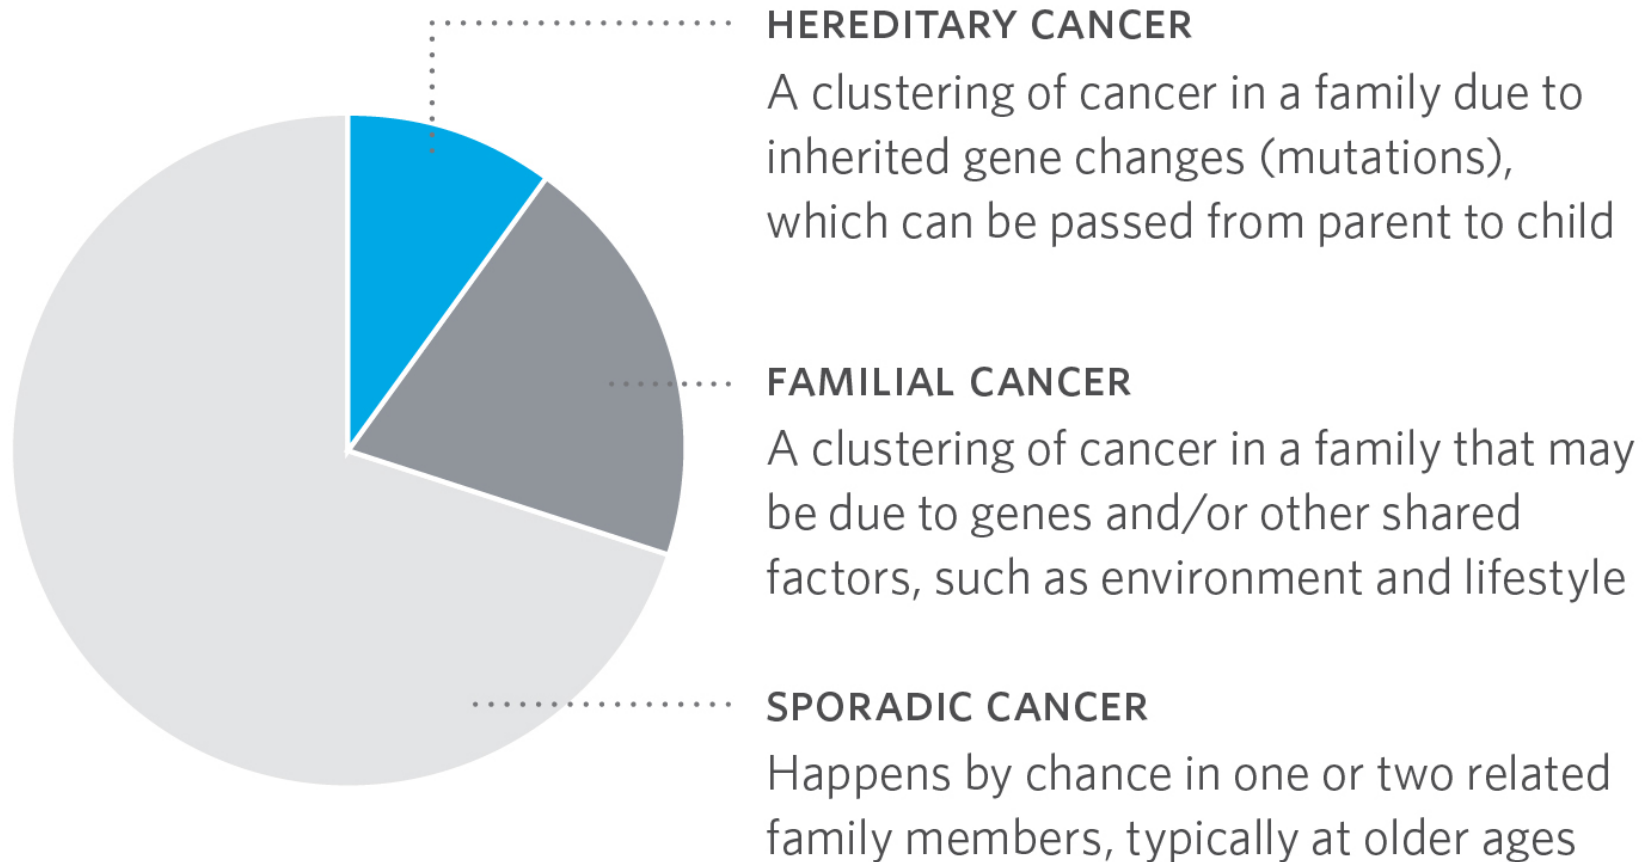 HEREDITARY CANCER
A clustering of cancer in a family due to
inherited gene changes (mutations),
which can be passed from parent to child
FAMILIAL CANCER
A clustering of cancer in a family that may
be due to genes and/or other shared
factors, such as environment and lifestyle
SPORADIC CANCER
Happens by chance in one or two related
family members, typically at older ages